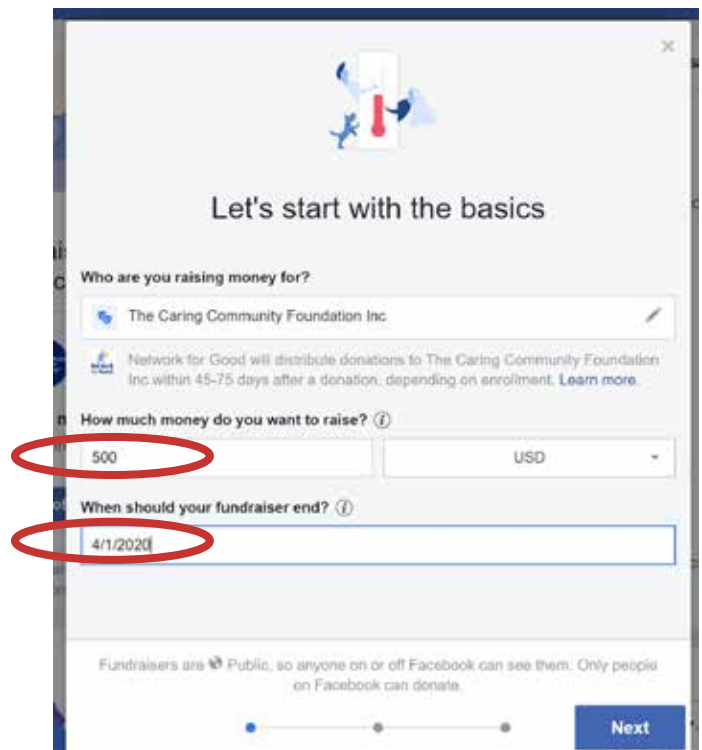 Let's start with the basics
Who are you raising money for?
The Caring Community Foundation Inc
Network for Good will distribute donations to The Caring Community Foundation
Inc within 45-75 days after a donation, depending on enrollment. Learn more.
How much money do you want to raise?
500 USD
When should your fundraiser end?
4/1/2020
Fundraisers are Public, so anyone on or off Facebook can see them. Only people
on Facebook can donate.
Next